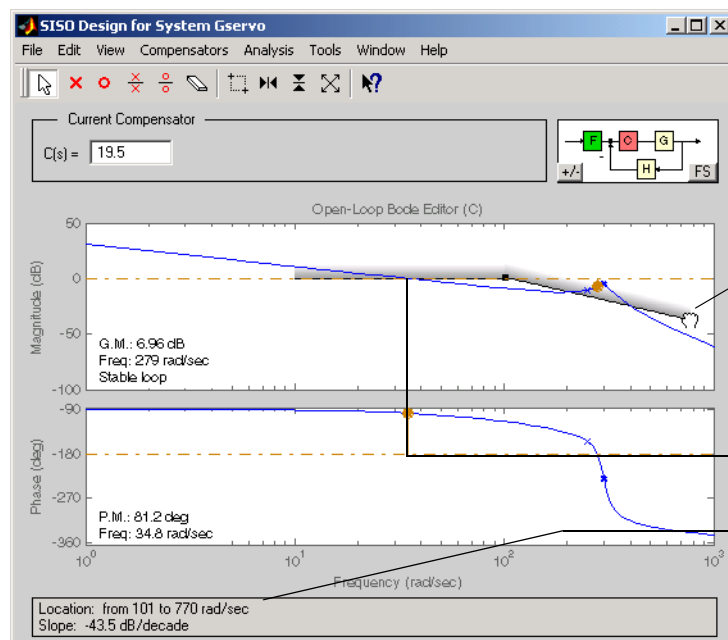 SISO Design for System Gservo
File Edit View Compensators Analysis Tools Window Help
Current Compensator
C(s) = 19.5
F C G
H
+/- FS
Open-Loop Bode Editor (C)
Magnitude (dB)
50
0
-50
-100
G.M.: 6.96 dB
Freq: 279 rad/sec
Stable loop
Phase (deg)
-90
-180
-270
-360
P.M.: 81.2 deg
Freq: 34.8 rad/sec
10^0 10^1 10^2 10^3
Frequency (rad/sec)
Location: from 101 to 770 rad/sec
Slope: -43.5 dB/decade